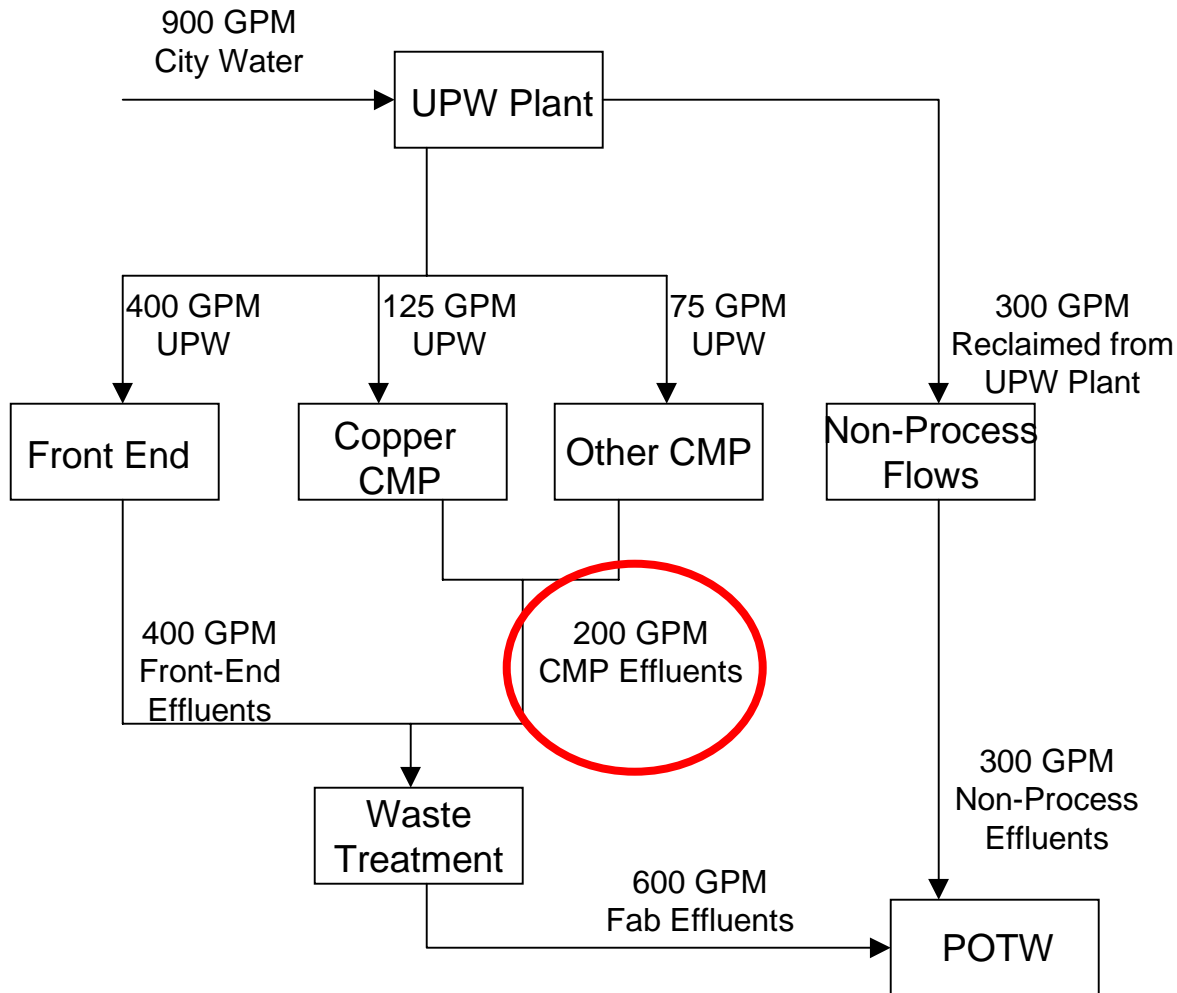 900 GPM
City Water
UPW Plant
400 GPM
UPW
125 GPM
UPW
75 GPM
UPW
300 GPM
Reclaimed from
UPW Plant
Front End
Copper
CMP
Other CMP
Non-Process
Flows
400 GPM
Front-End
Effluents
200 GPM
CMP Effluents
300 GPM
Non-Process
Effluents
Waste
Treatment
600 GPM
Fab Effluents
POTW